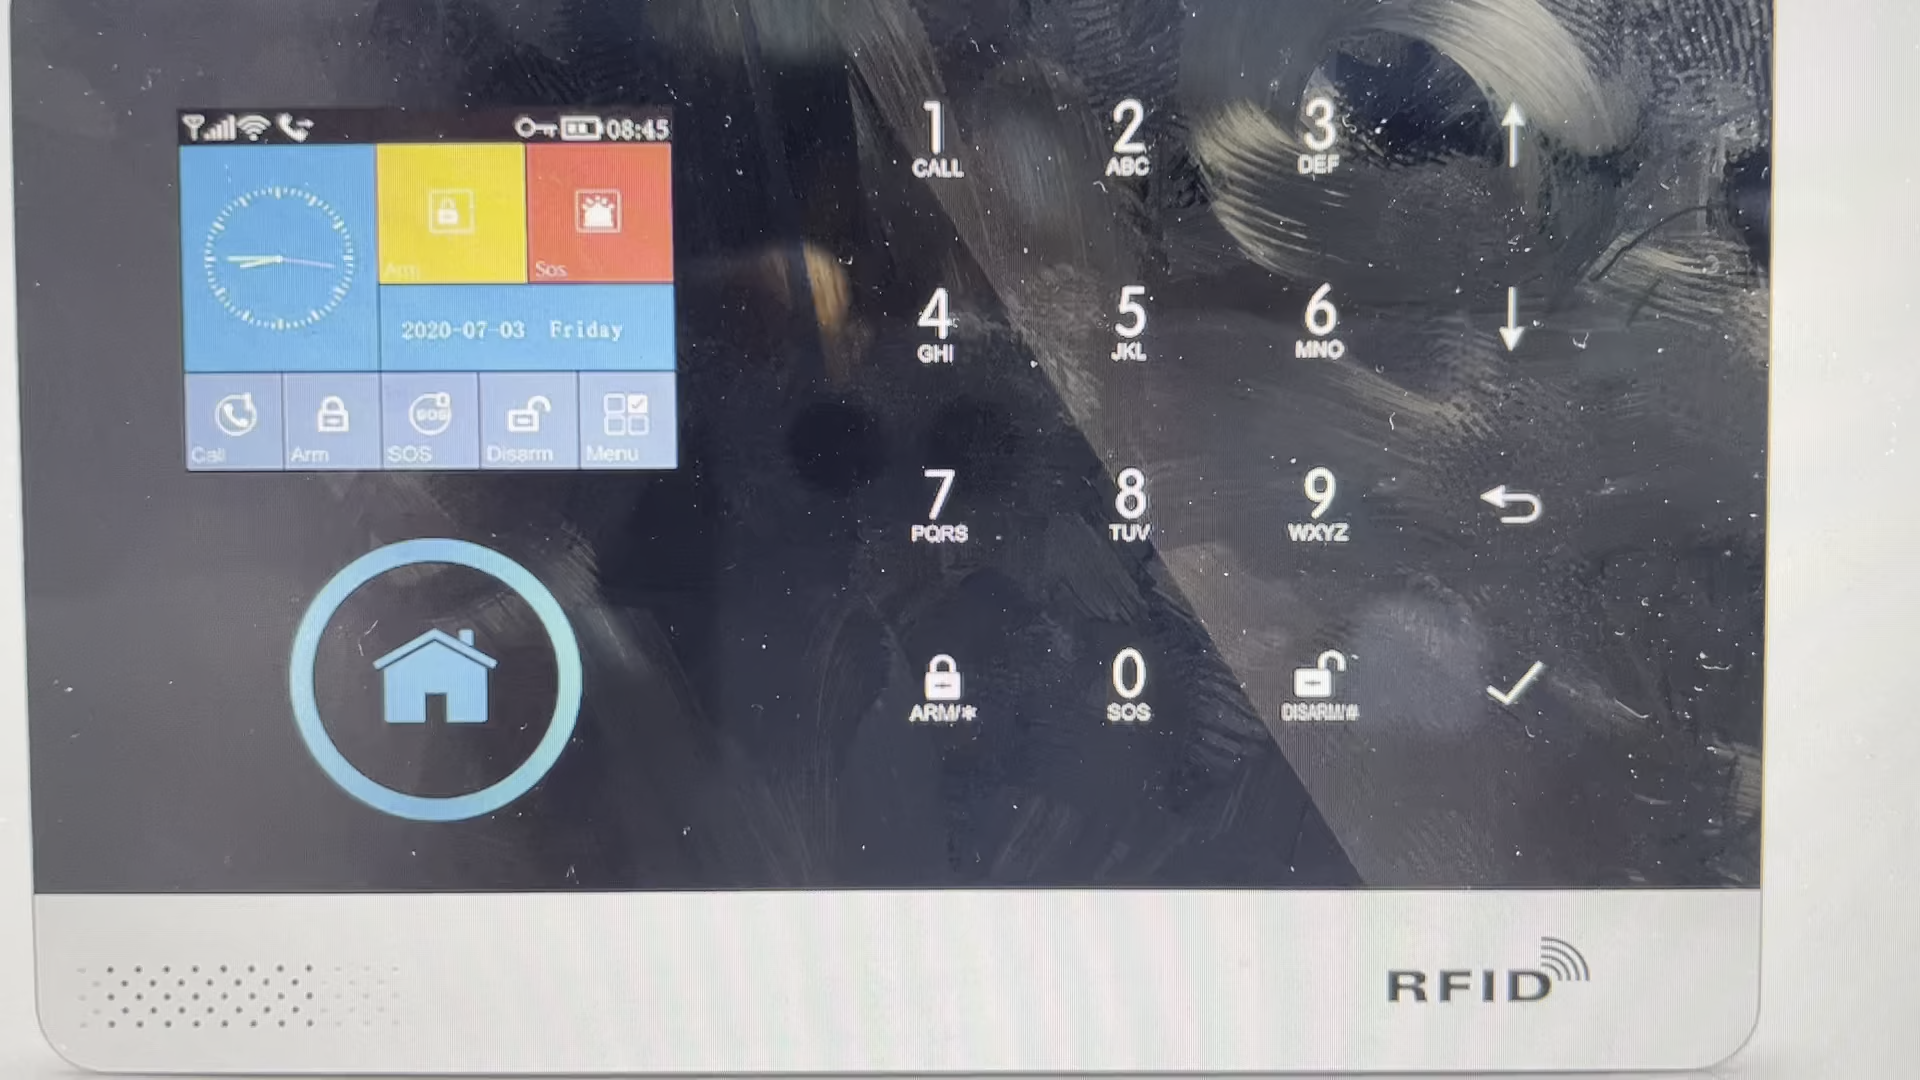 08:45
Arm
Sos
2020-07-03 Friday
Call
Arm
SOS
Disarm
Menu
1
CALL
2
ABC
3
DEF
4
GHI
5
JKL
6
MNO
7
PQRS
8
TUV
9
WXYZ
ARM/*
0
SOS
DISARM/#
RFID